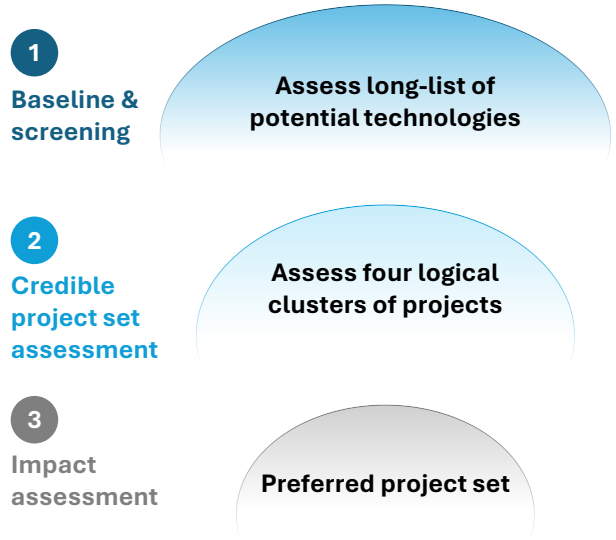 1
Baseline &
screening
Assess long-list of
potential technologies
2
Credible
project set
assessment
Assess four logical
clusters of projects
3
Impact
assessment
Preferred project set